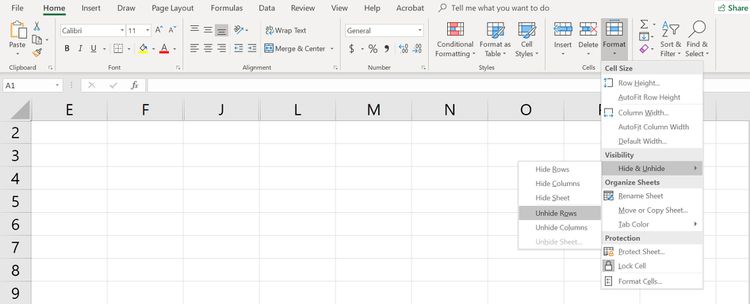 File Home Insert Draw Page Layout Formulas Data Review View Help Acrobat Tell me what you want to do Share
Calibri 11 A A Wrap Text General
Paste B I U A Merge & Center $ % , Conditional Formatting Format as Table Cell Styles Insert Delete Format Sort & Filter Find & Select
Clipboard Font Alignment Number Styles Cells
A1 fx
E F J L M N O
2
3
4
5
6
7
8
9
Cell Size
Row Height...
AutoFit Row Height
Column Width...
AutoFit Column Width
Default Width...
Visibility
Hide & Unhide
Organize Sheets
Rename Sheet
Move or Copy Sheet...
Tab Color
Protection
Protect Sheet...
Lock Cell
Format Cells...
Hide Rows
Hide Columns
Hide Sheet
Unhide Rows
Unhide Columns
Unhide Sheet...